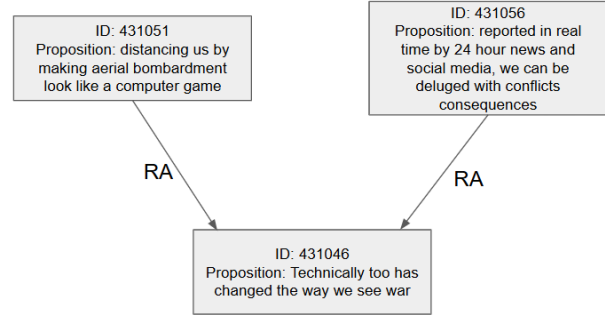 ID: 431051
Proposition: distancing us by
making aerial bombardment
look like a computer game
ID: 431056
Proposition: reported in real
time by 24 hour news and
social media, we can be
deluged with conflicts
consequences
RA
RA
ID: 431046
Proposition: Technically too has
changed the way we see war